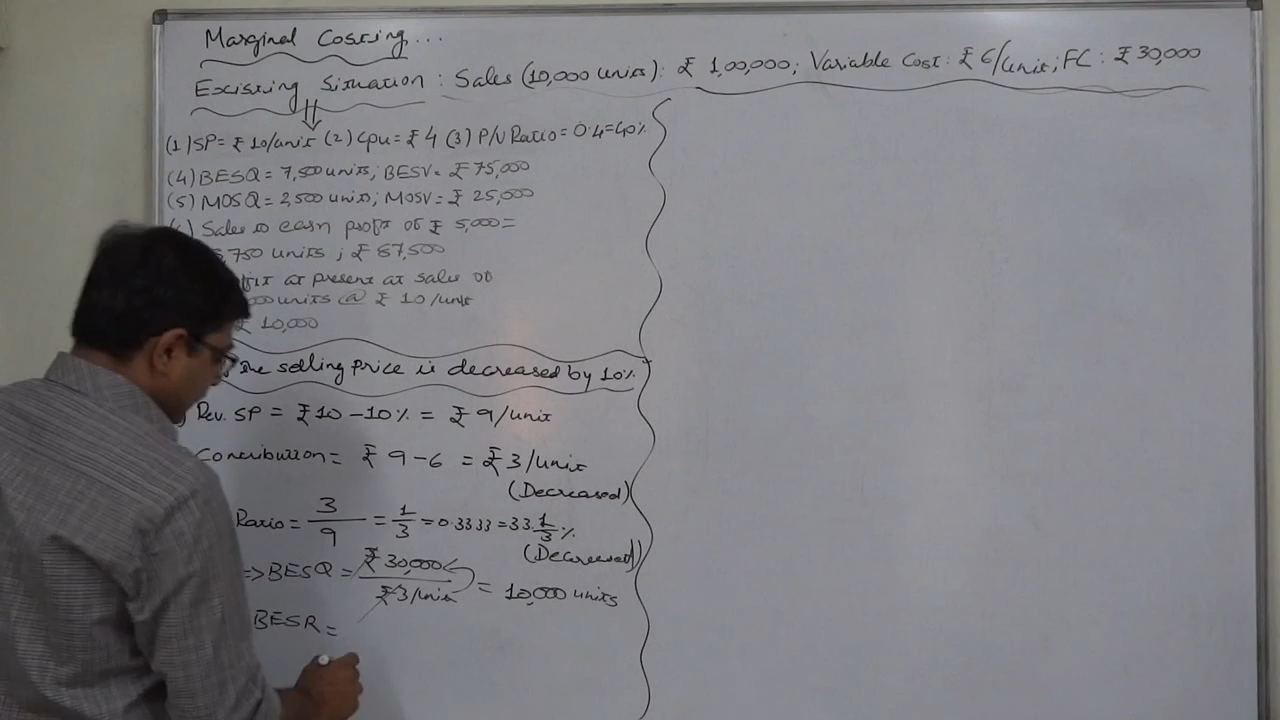 Marginal Costing...
Existing Situation : Sales (10,000 units): ₹ 1,00,000; Variable Cost: ₹ 6/unit; FC : ₹ 30,000
(1) SP = ₹ 10/unit (2) Cpu = ₹ 4 (3) P/V Ratio = 0.4 = 40%
(4) BESQ = 7,500 units; BESV = ₹ 75,000
(5) MOSQ = 2,500 units; MOSV = ₹ 25,000
Sales to earn profit of ₹ 5,000 =
,750 units ; ₹ 87,500
at present at sales of
units @ ₹ 10/unit
₹ 10,000
the selling price is decreased by 10%
Rev. SP = ₹ 10 - 10% = ₹ 9/unit
Contribution = ₹ 9 - 6 = ₹ 3/unit
(Decreased)
Ratio = 3/9 = 1/3 = 0.3333 = 33 1/3 %
(Decreased)
=> BESQ = ₹ 30,000 / ₹ 3/unit = 10,000 units
BESR =